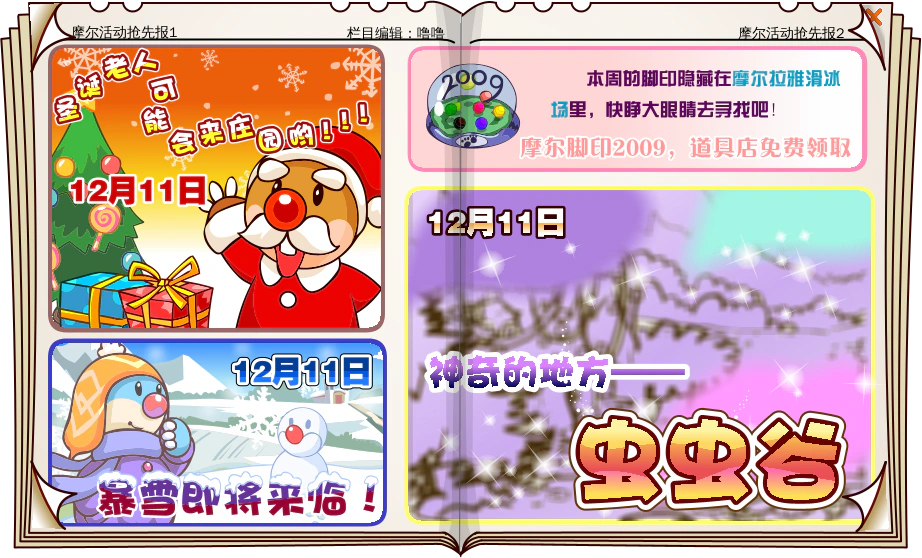 摩尔活动抢先报1
栏目编辑：噜噜
摩尔活动抢先报2
圣诞老人可能会来庄园哟！！！
12月11日
12月11日
暴雪即将来临！
2009
本周的脚印隐藏在摩尔拉雅滑冰
场里，快睁大眼睛去寻找吧！
摩尔脚印2009，道具店免费领取
12月11日
神奇的地方——
虫虫谷